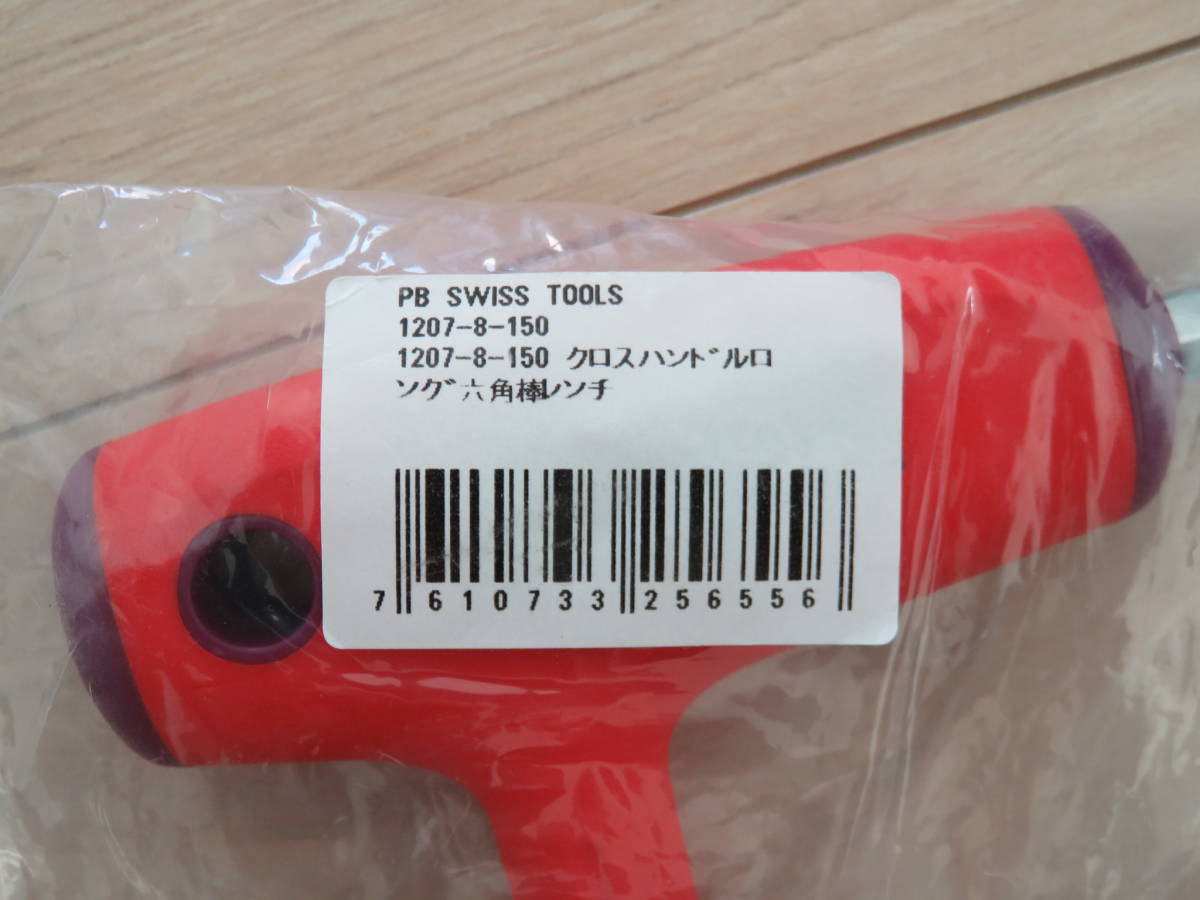 PB SWISS TOOLS
1207-8-150
1207-8-150 クロスハンドルロ
ング六角棒レンチ
7 610733 256556